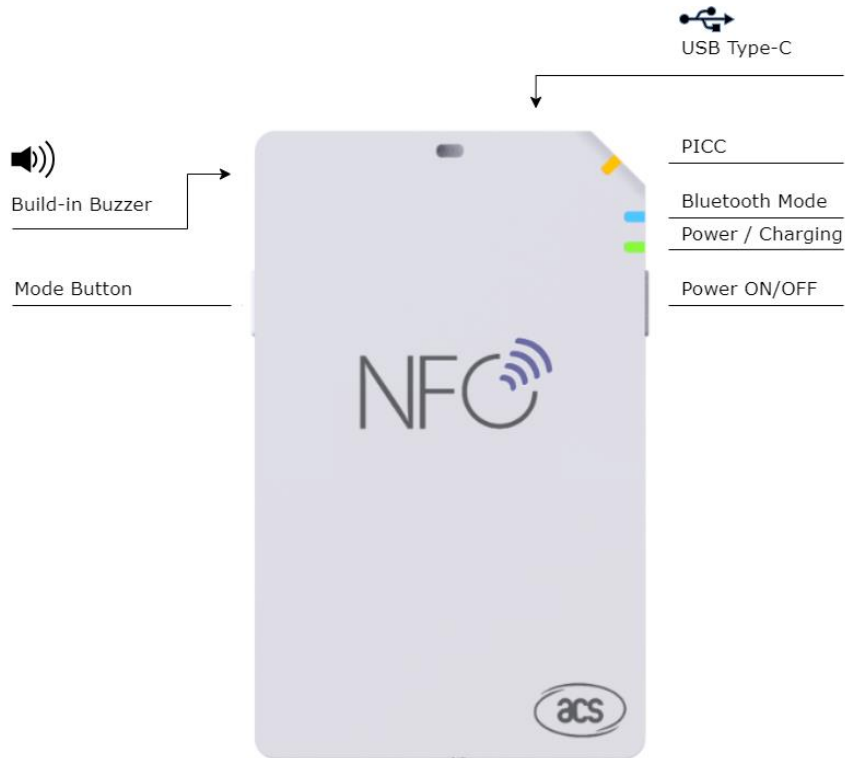 USB Type-C
PICC
Build-in Buzzer
Bluetooth Mode
Power / Charging
Mode Button
Power ON/OFF
NFC
acs